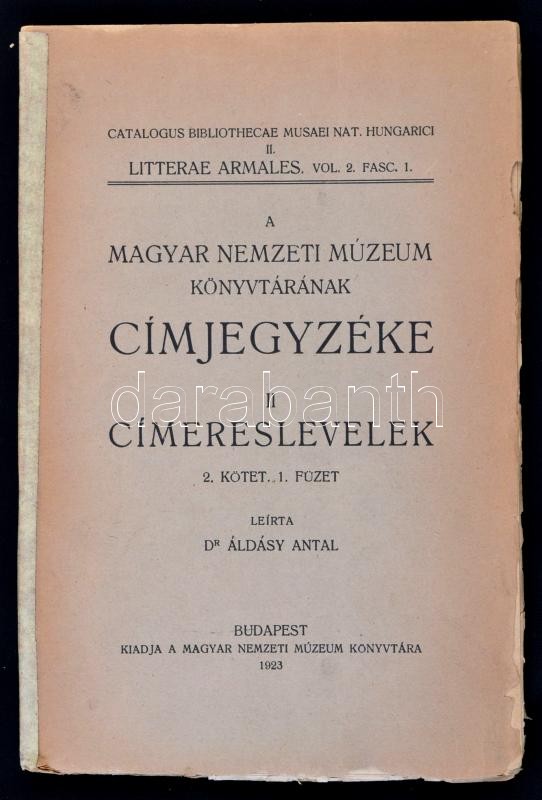 CATALOGUS BIBLIOTHECAE MUSAEI NAT. HUNGARICI
II.
LITTERAE ARMALES. VOL. 2. FASC. 1.
A
MAGYAR NEMZETI MÚZEUM
KÖNYVTÁRÁNAK
CÍMJEGYZÉKE
II
darabanth
CÍMERESLEVELEK
2. KÖTET. 1. FÜZET
LEÍRTA
DR ÁLDÁSY ANTAL
BUDAPEST
KIADJA A MAGYAR NEMZETI MÚZEUM KÖNYVTÁRA
1923